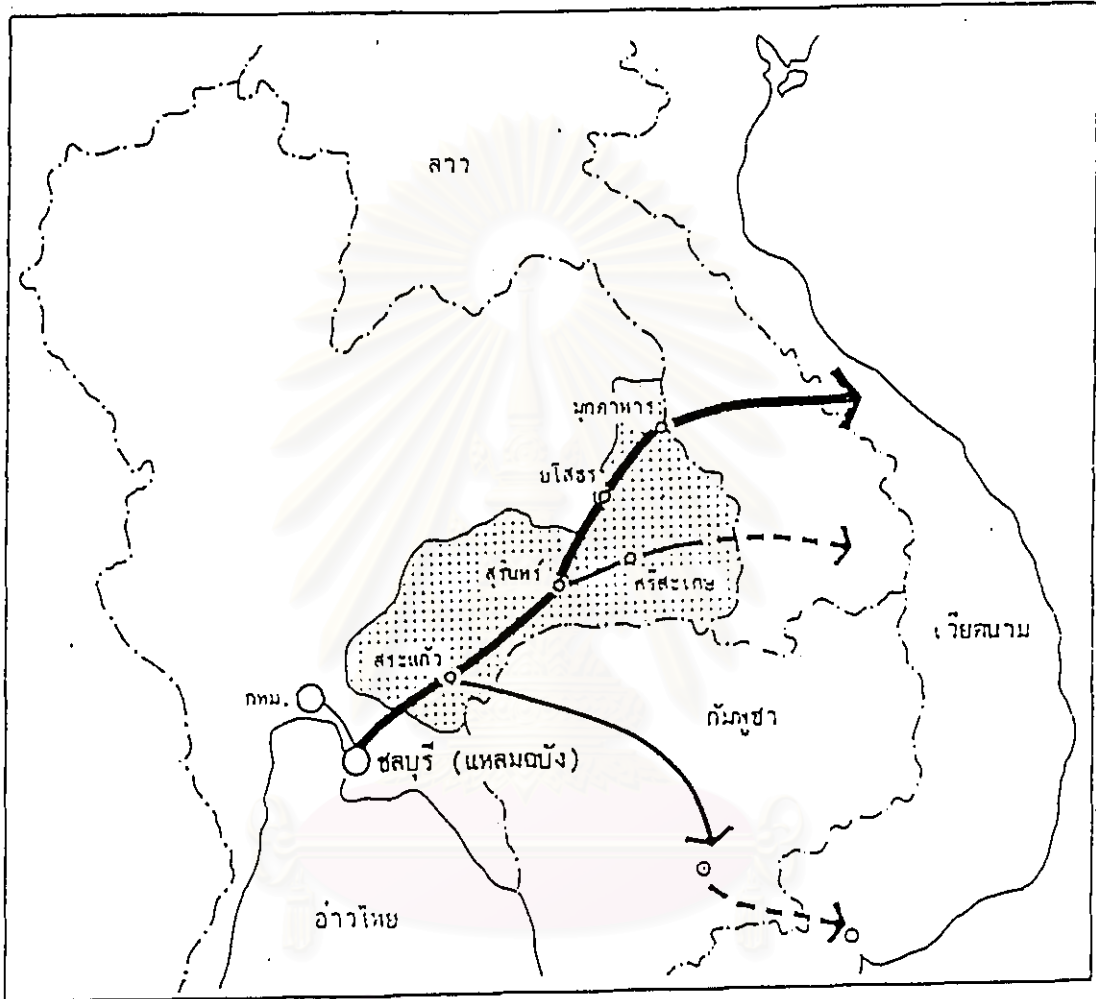 ลาว
มุกดาหาร
ยโสธร
สุรินทร์
ศรีสะเกษ
เวียดนาม
สระแก้ว
กทม.
กัมพูชา
ชลบุรี (แหลมฉบัง)
อ่าวไทย